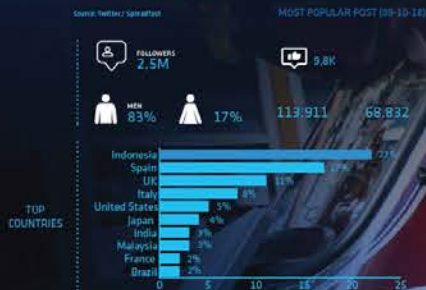 Source: Twitter / Spredfast
MOST POPULAR POST (09-10-18)
FOLLOWERS
2,5M
9,8K
MEN
83%
17%
113.911
68.832
TOP
COUNTRIES
Indonesia
Spain
UK 11%
Italy 8%
United States 5%
Japan 4%
India 3%
Malaysia 3%
France 2%
Brazil 2%
0 5 10 15 20 25